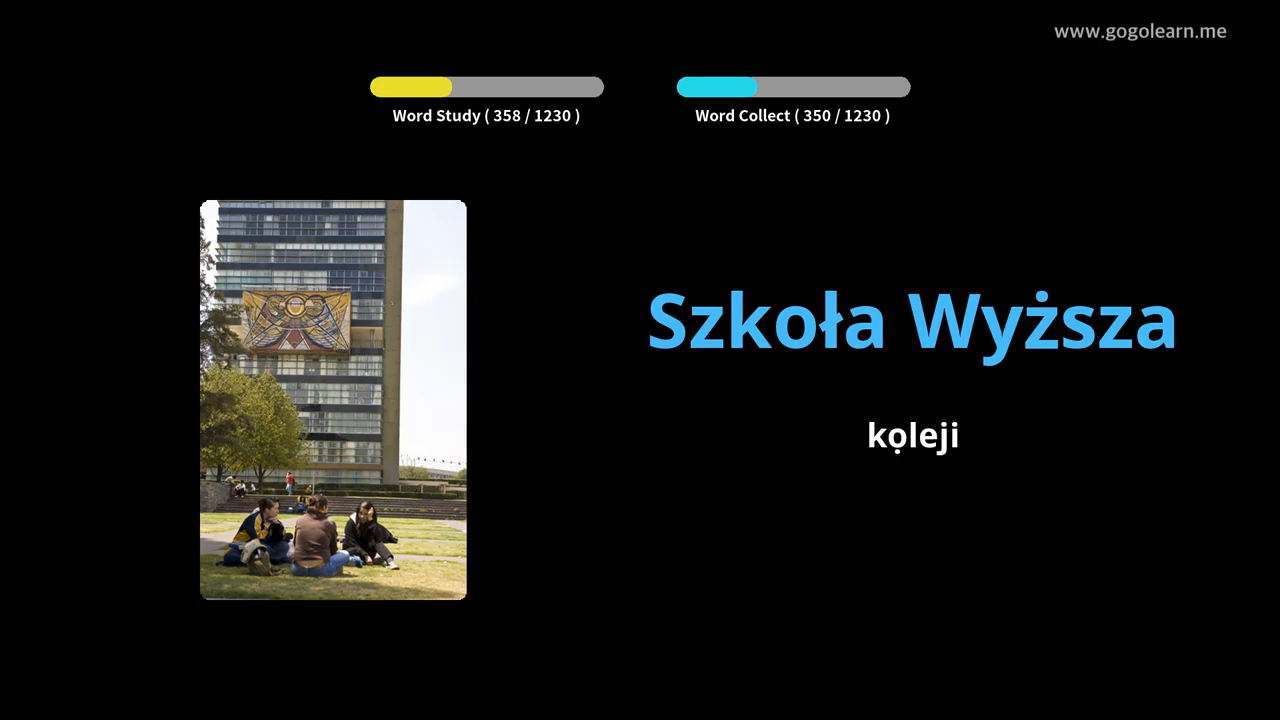 www.gogolearn.me
Word Study ( 358 / 1230 )
Word Collect ( 350 / 1230 )
Szkoła Wyższa
kọleji